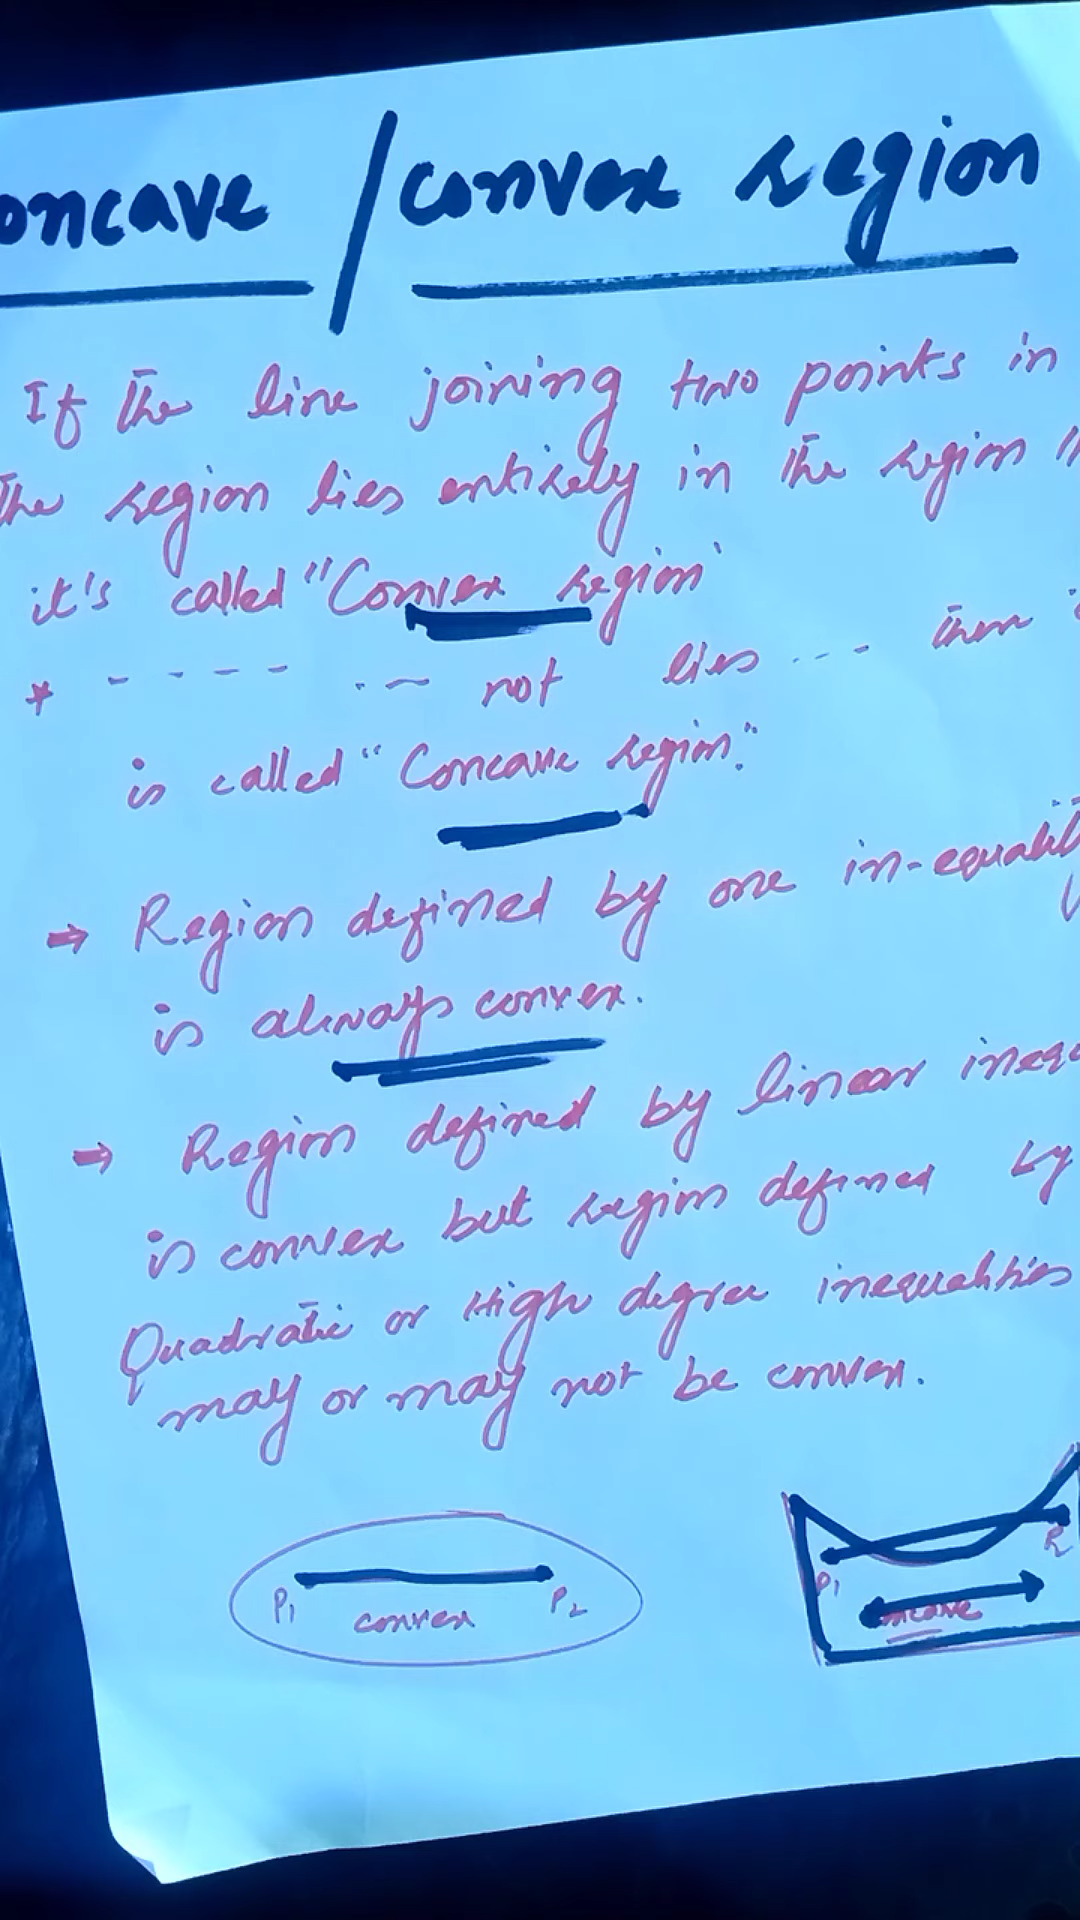 oncave / convex region
If the line joining two points in
the region lies entirely in the region
it's called "Convex region"
* - - - - - - - not lies - - - then
is called "Concave region."
⇒ Region defined by one in-equalit
is always convex.
⇒ Region defined by linear ineq
is convex but region defined by
Quadratic or High degree inequalities
may or may not be convex.
P₁ convex P₂
P₁